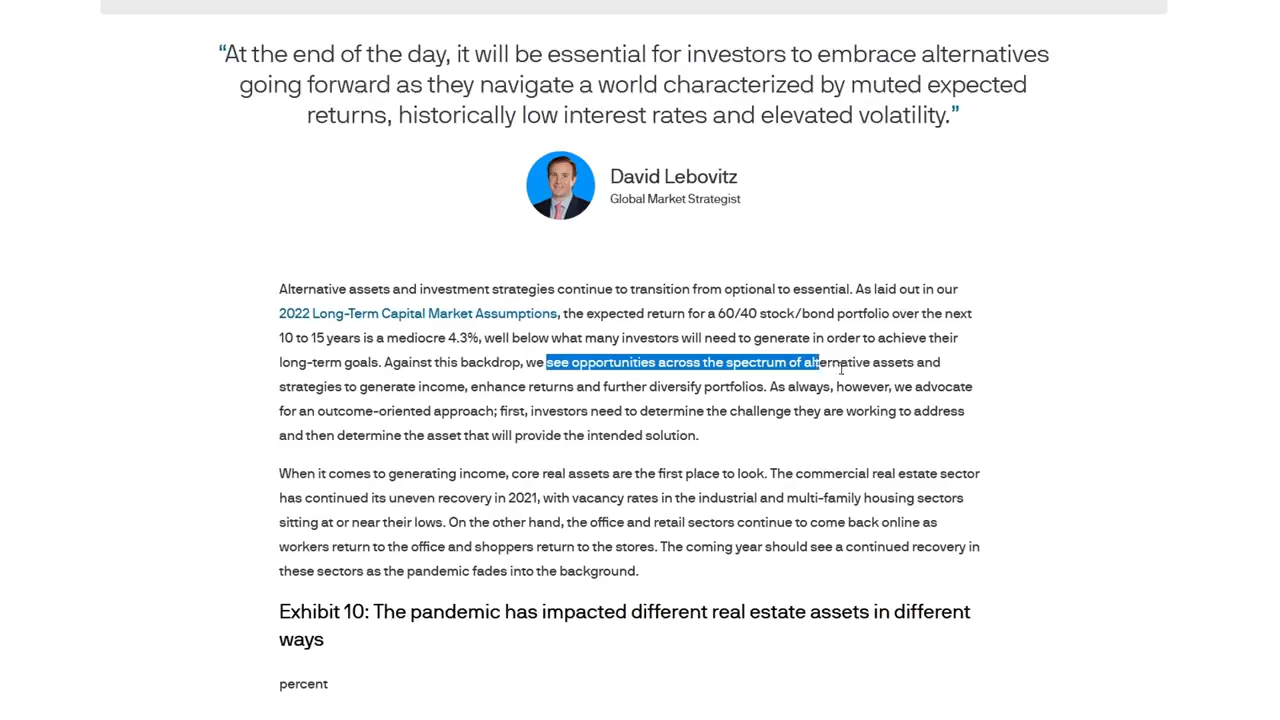 “At the end of the day, it will be essential for investors to embrace alternatives
going forward as they navigate a world characterized by muted expected
returns, historically low interest rates and elevated volatility.”
David Lebovitz
Global Market Strategist
Alternative assets and investment strategies continue to transition from optional to essential. As laid out in our
2022 Long-Term Capital Market Assumptions, the expected return for a 60/40 stock/bond portfolio over the next
10 to 15 years is a mediocre 4.3%, well below what many investors will need to generate in order to achieve their
long-term goals. Against this backdrop, we see opportunities across the spectrum of alternative assets and
strategies to generate income, enhance returns and further diversify portfolios. As always, however, we advocate
for an outcome-oriented approach; first, investors need to determine the challenge they are working to address
and then determine the asset that will provide the intended solution.
When it comes to generating income, core real assets are the first place to look. The commercial real estate sector
has continued its uneven recovery in 2021, with vacancy rates in the industrial and multi-family housing sectors
sitting at or near their lows. On the other hand, the office and retail sectors continue to come back online as
workers return to the office and shoppers return to the stores. The coming year should see a continued recovery in
these sectors as the pandemic fades into the background.
Exhibit 10: The pandemic has impacted different real estate assets in different
ways
percent